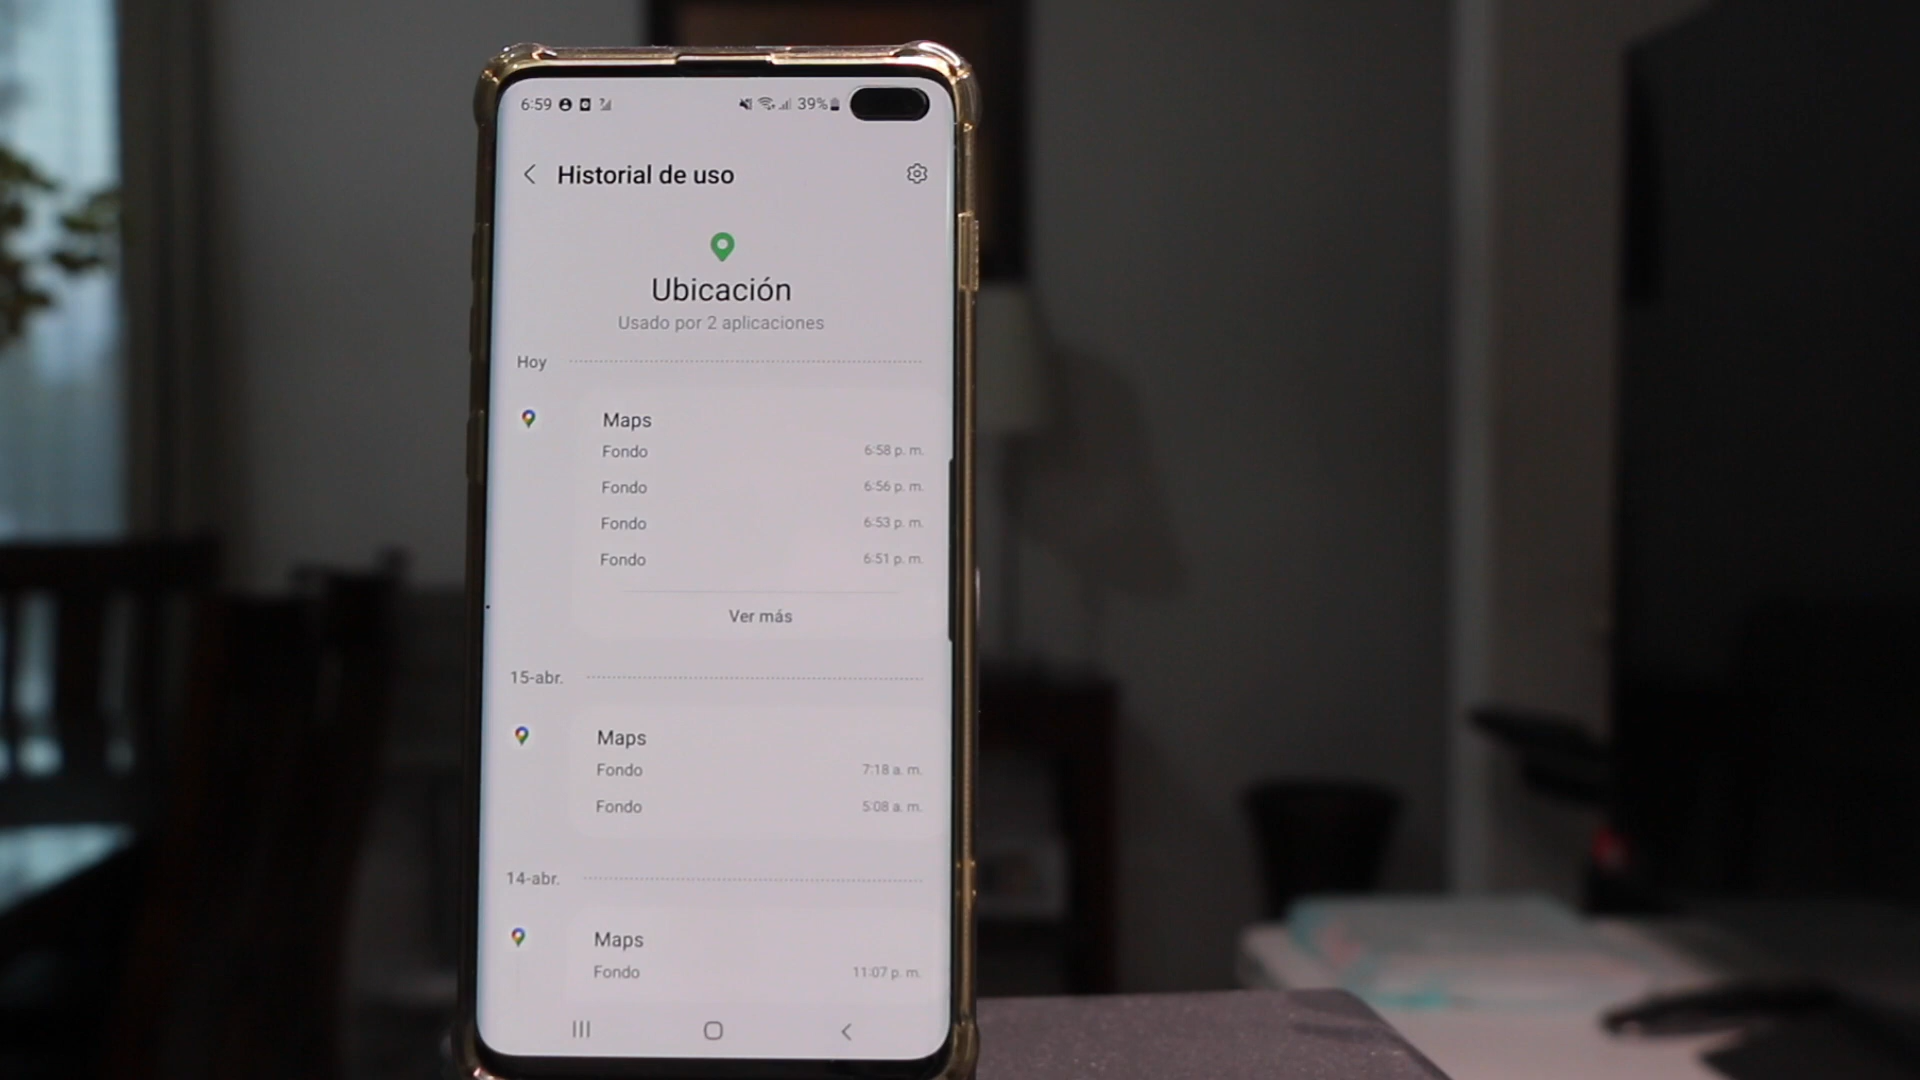 6:59 39%
Historial de uso
Ubicación
Usado por 2 aplicaciones
Hoy
Maps
Fondo 6:58 p. m.
Fondo 6:56 p. m.
Fondo 6:53 p. m.
Fondo 6:51 p. m.
Ver más
15-abr.
Maps
Fondo 7:18 a. m.
Fondo 5:08 a. m.
14-abr.
Maps
Fondo 11:07 p. m.